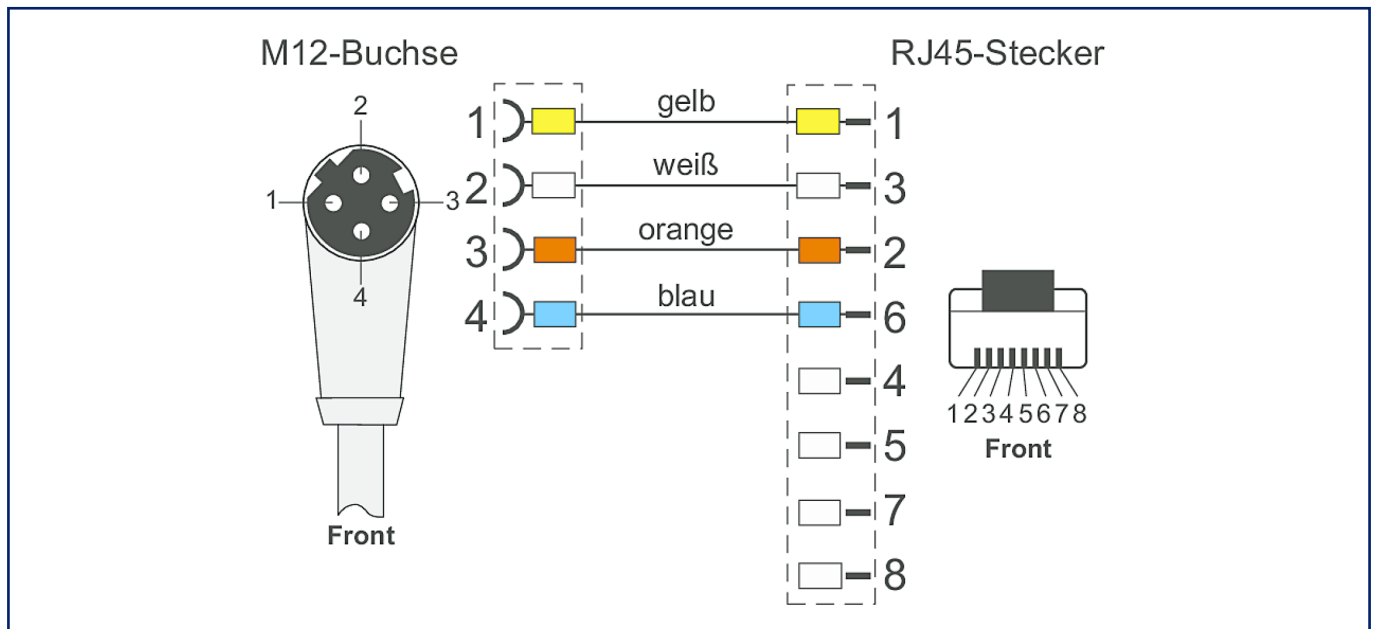 M12-Buchse
RJ45-Stecker
2
1
3
4
Front
1 gelb 1
2 weiß 3
3 orange 2
4 blau 6
4
5
7
8
12345678
Front